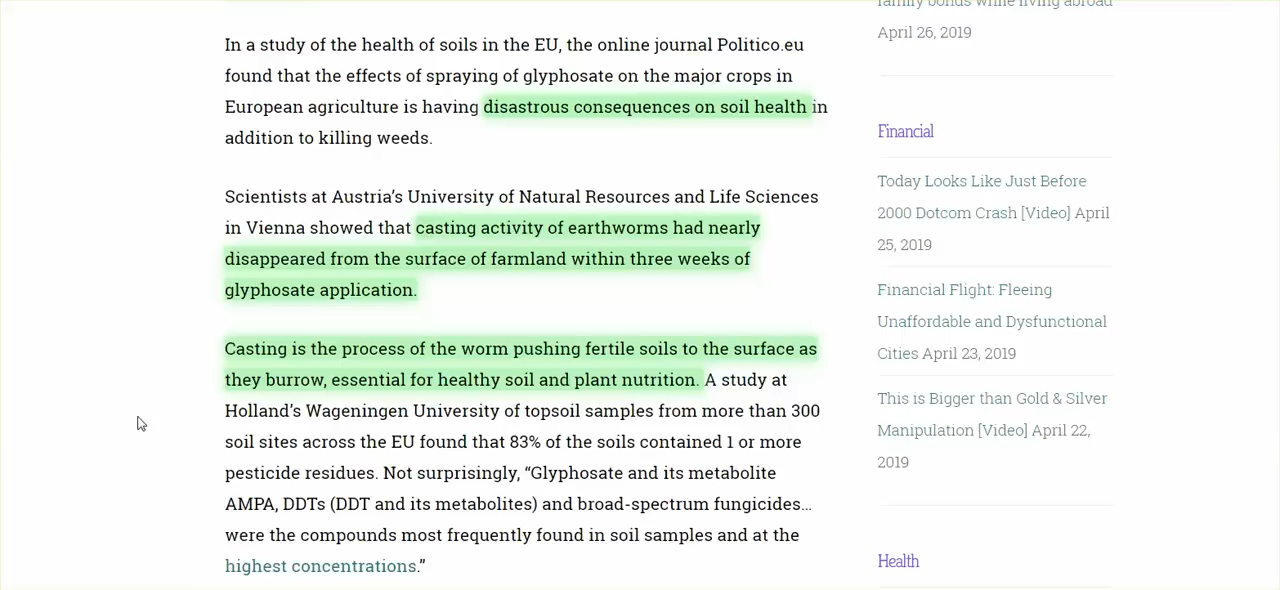 In a study of the health of soils in the EU, the online journal Politico.eu
found that the effects of spraying of glyphosate on the major crops in
European agriculture is having disastrous consequences on soil health in
addition to killing weeds.
Scientists at Austria’s University of Natural Resources and Life Sciences
in Vienna showed that casting activity of earthworms had nearly
disappeared from the surface of farmland within three weeks of
glyphosate application.
Casting is the process of the worm pushing fertile soils to the surface as
they burrow, essential for healthy soil and plant nutrition. A study at
Holland’s Wageningen University of topsoil samples from more than 300
soil sites across the EU found that 83% of the soils contained 1 or more
pesticide residues. Not surprisingly, “Glyphosate and its metabolite
AMPA, DDTs (DDT and its metabolites) and broad-spectrum fungicides…
were the compounds most frequently found in soil samples and at the
highest concentrations.”
family bonds while living abroad
April 26, 2019
Financial
Today Looks Like Just Before
2000 Dotcom Crash [Video] April
25, 2019
Financial Flight: Fleeing
Unaffordable and Dysfunctional
Cities April 23, 2019
This is Bigger than Gold & Silver
Manipulation [Video] April 22,
2019
Health